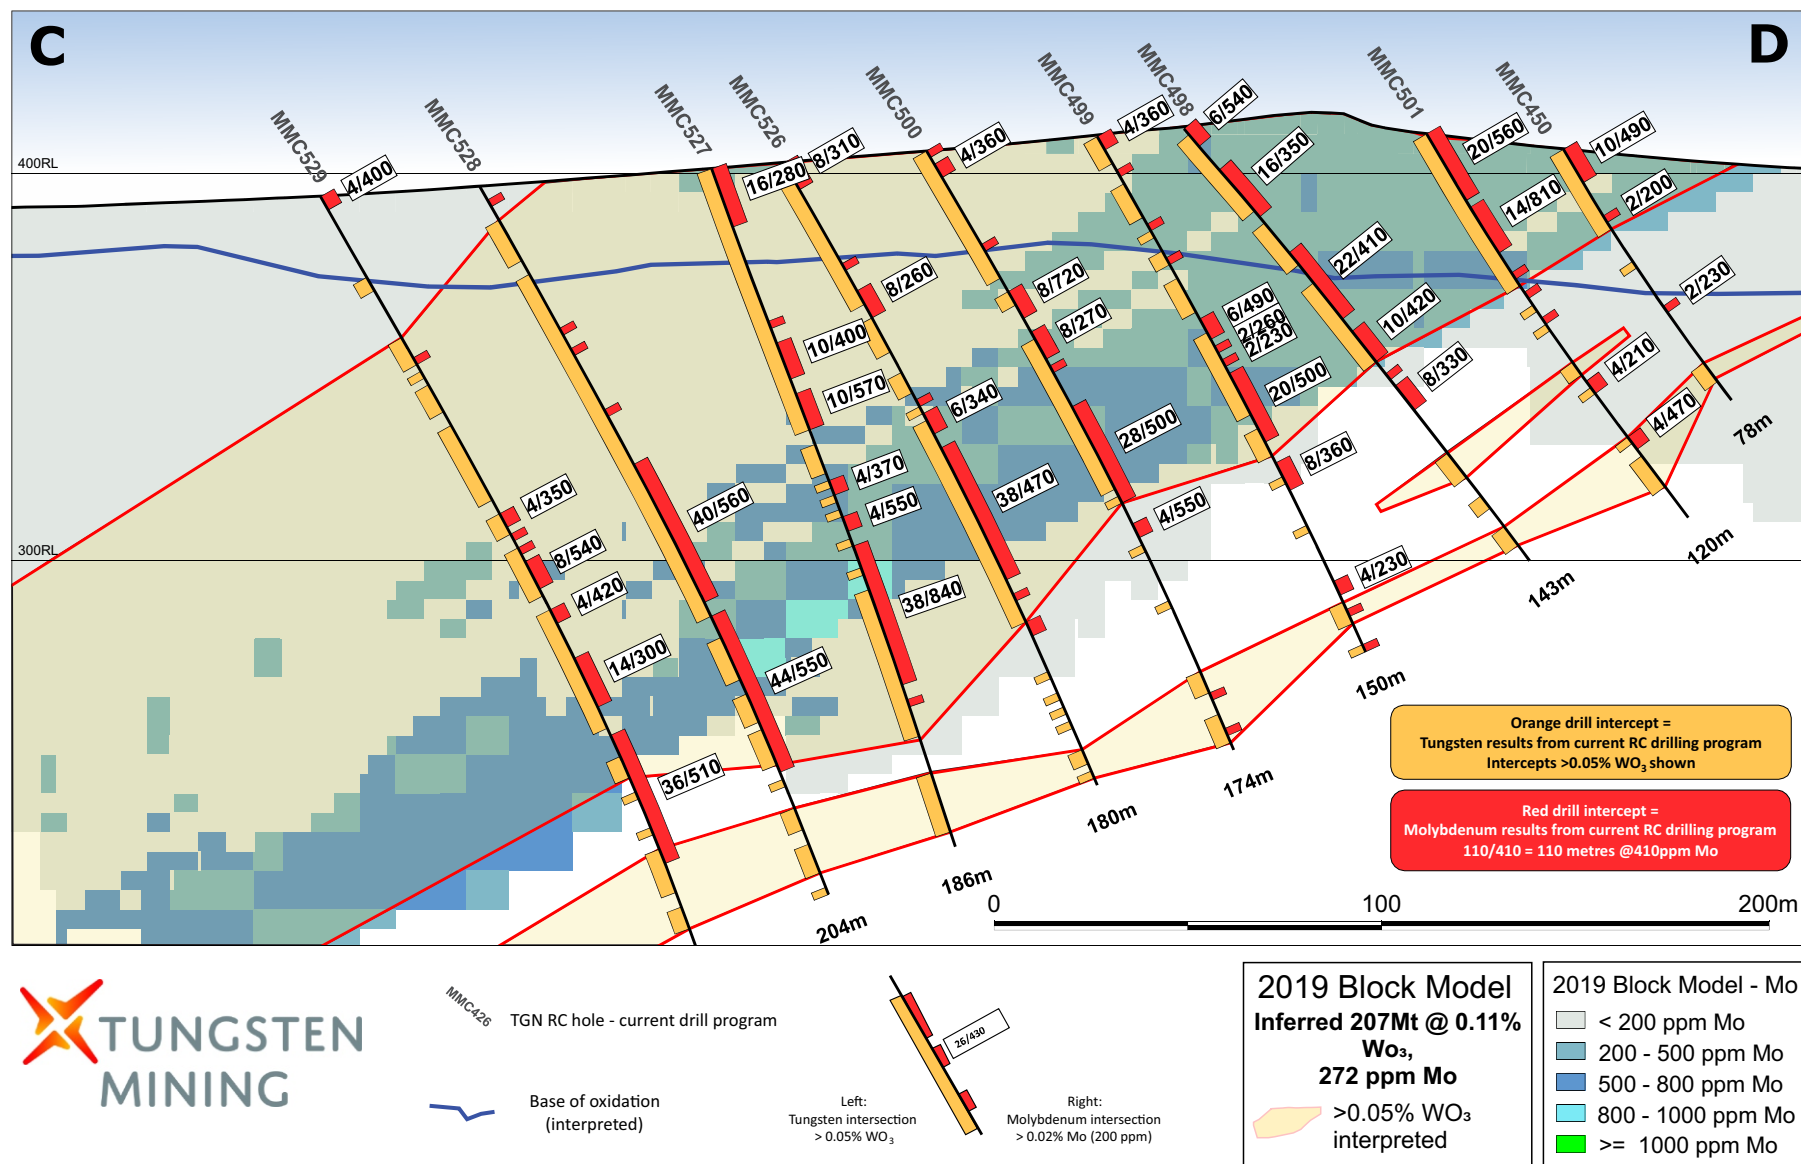 C
D
MMC529
MMC528
MMC527
MMC526
MMC500
MMC499
MMC498
MMC501
MMC450
4/400
16/280
8/310
4/360
4/360
6/540
16/350
20/560
10/490
400RL
14/810
2/200
22/410
2/230
8/260
8/720
8/270
6/490
2/260
2/230
10/420
10/400
4/210
8/330
20/500
10/570
6/340
28/500
4/470
78m
8/360
4/350
40/560
4/370
4/550
38/470
4/550
120m
300RL
8/540
4/420
38/840
4/230
143m
14/300
44/550
150m
36/510
174m
180m
186m
204m
Orange drill intercept =
Tungsten results from current RC drilling program
Intercepts >0.05% WO₃ shown
Red drill intercept =
Molybdenum results from current RC drilling program
110/410 = 110 metres @410ppm Mo
0 100 200m
TUNGSTEN
MINING
MMC426
TGN RC hole - current drill program
Base of oxidation
(interpreted)
26/430
Left:
Tungsten intersection
> 0.05% WO₃
Right:
Molybdenum intersection
> 0.02% Mo (200 ppm)
2019 Block Model
Inferred 207Mt @ 0.11%
Wo₃,
272 ppm Mo
>0.05% WO₃
interpreted
2019 Block Model - Mo
< 200 ppm Mo
200 - 500 ppm Mo
500 - 800 ppm Mo
800 - 1000 ppm Mo
>= 1000 ppm Mo